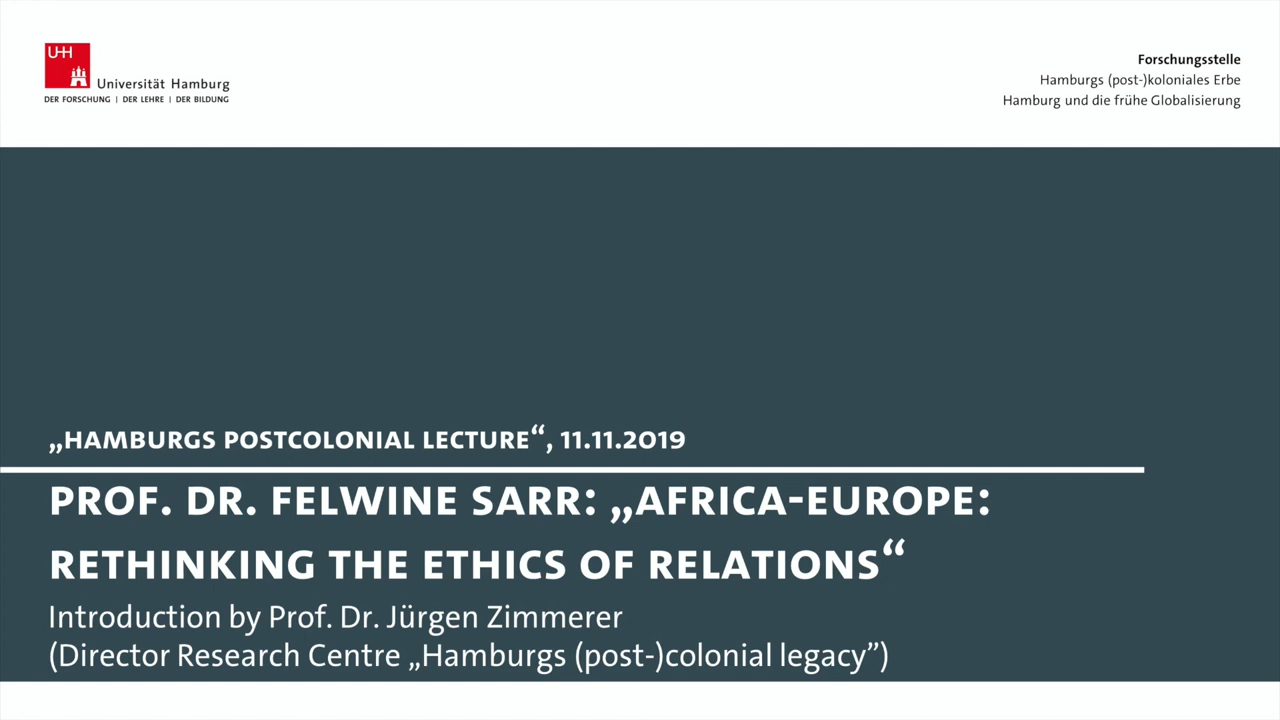 UHH
Universität Hamburg
DER FORSCHUNG | DER LEHRE | DER BILDUNG
Forschungsstelle
Hamburgs (post-)koloniales Erbe
Hamburg und die frühe Globalisierung
„HAMBURGS POSTCOLONIAL LECTURE“, 11.11.2019
PROF. DR. FELWINE SARR: „AFRICA-EUROPE:
RETHINKING THE ETHICS OF RELATIONS“
Introduction by Prof. Dr. Jürgen Zimmerer
(Director Research Centre „Hamburgs (post-)colonial legacy”)